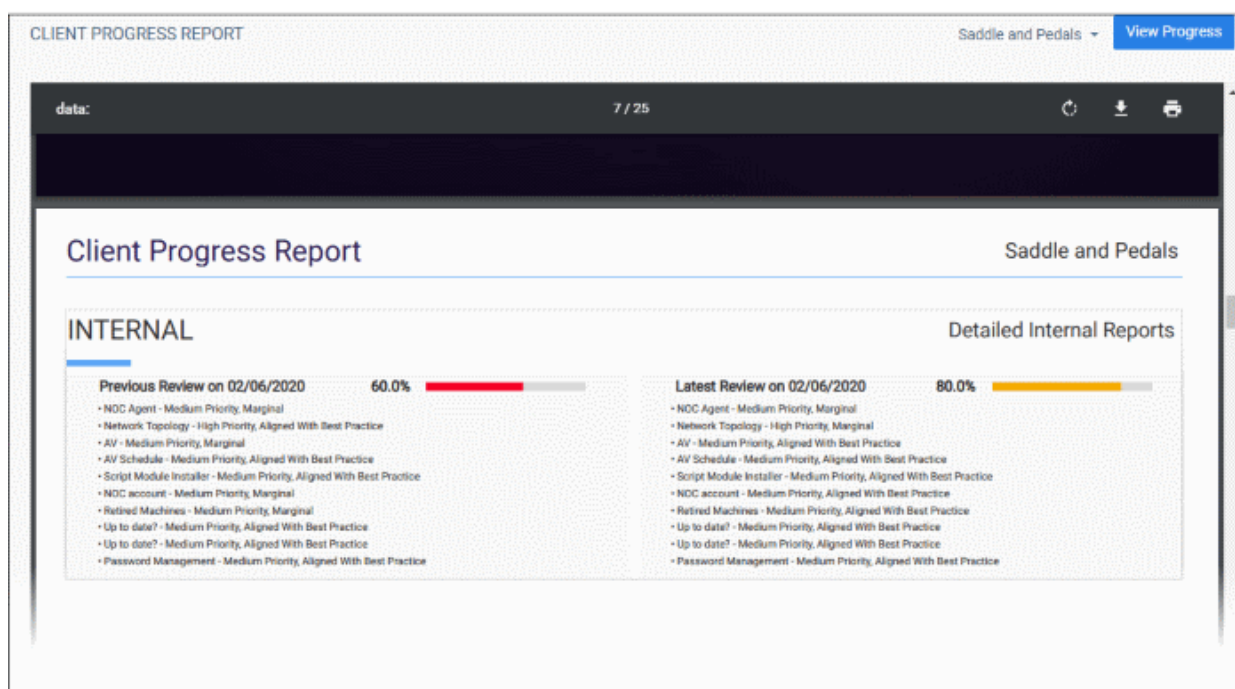 CLIENT PROGRESS REPORT
Saddle and Pedals
View Progress
data:
7 / 25
Client Progress Report
Saddle and Pedals
INTERNAL
Detailed Internal Reports
Previous Review on 02/06/2020 60.0%
• NOC Agent - Medium Priority, Marginal
• Network Topology - High Priority, Aligned With Best Practice
• AV - Medium Priority, Marginal
• AV Schedule - Medium Priority, Aligned With Best Practice
• Script Module Installer - Medium Priority, Aligned With Best Practice
• NOC account - Medium Priority, Marginal
• Retired Machines - Medium Priority, Marginal
• Up to date? - Medium Priority, Aligned With Best Practice
• Up to date? - Medium Priority, Aligned With Best Practice
• Password Management - Medium Priority, Aligned With Best Practice
Latest Review on 02/06/2020 80.0%
• NOC Agent - Medium Priority, Marginal
• Network Topology - High Priority, Marginal
• AV - Medium Priority, Aligned With Best Practice
• AV Schedule - Medium Priority, Aligned With Best Practice
• Script Module Installer - Medium Priority, Aligned With Best Practice
• NOC account - Medium Priority, Aligned With Best Practice
• Retired Machines - Medium Priority, Aligned With Best Practice
• Up to date? - Medium Priority, Aligned With Best Practice
• Up to date? - Medium Priority, Aligned With Best Practice
• Password Management - Medium Priority, Aligned With Best Practice